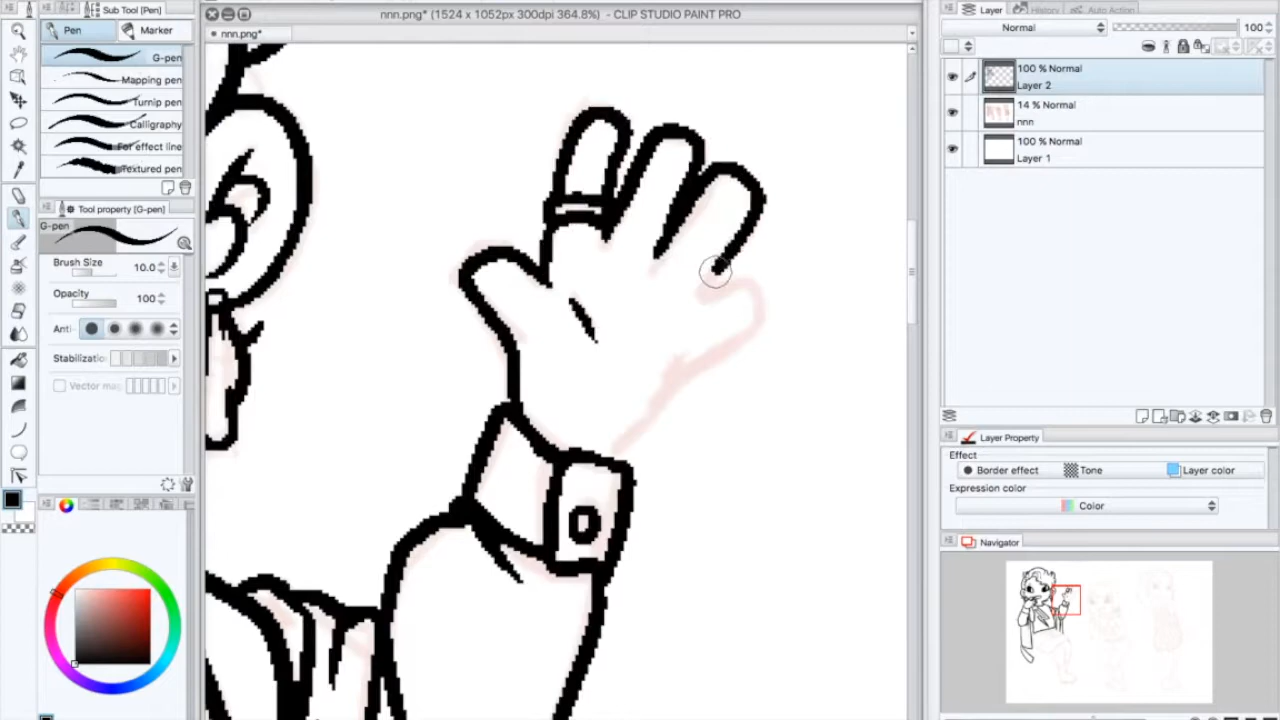 Sub Tool [Pen]
nnn.png* (1524 x 1052px 300dpi 364.8%) - CLIP STUDIO PAINT PRO
Layer
History
Auto Action
Pen
Marker
nnn.png*
Normal
100
G-pen
Mapping pen
Turnip pen
Calligraphy
For effect line
Textured pen
100 % Normal
Layer 2
14 % Normal
nnn
100 % Normal
Layer 1
Tool property [G-pen]
G-pen
Brush Size
10.0
Opacity
100
Anti-
Stabilizatio
Vector mag
Layer Property
Effect
Border effect
Tone
Layer color
Expression color
Color
Navigator